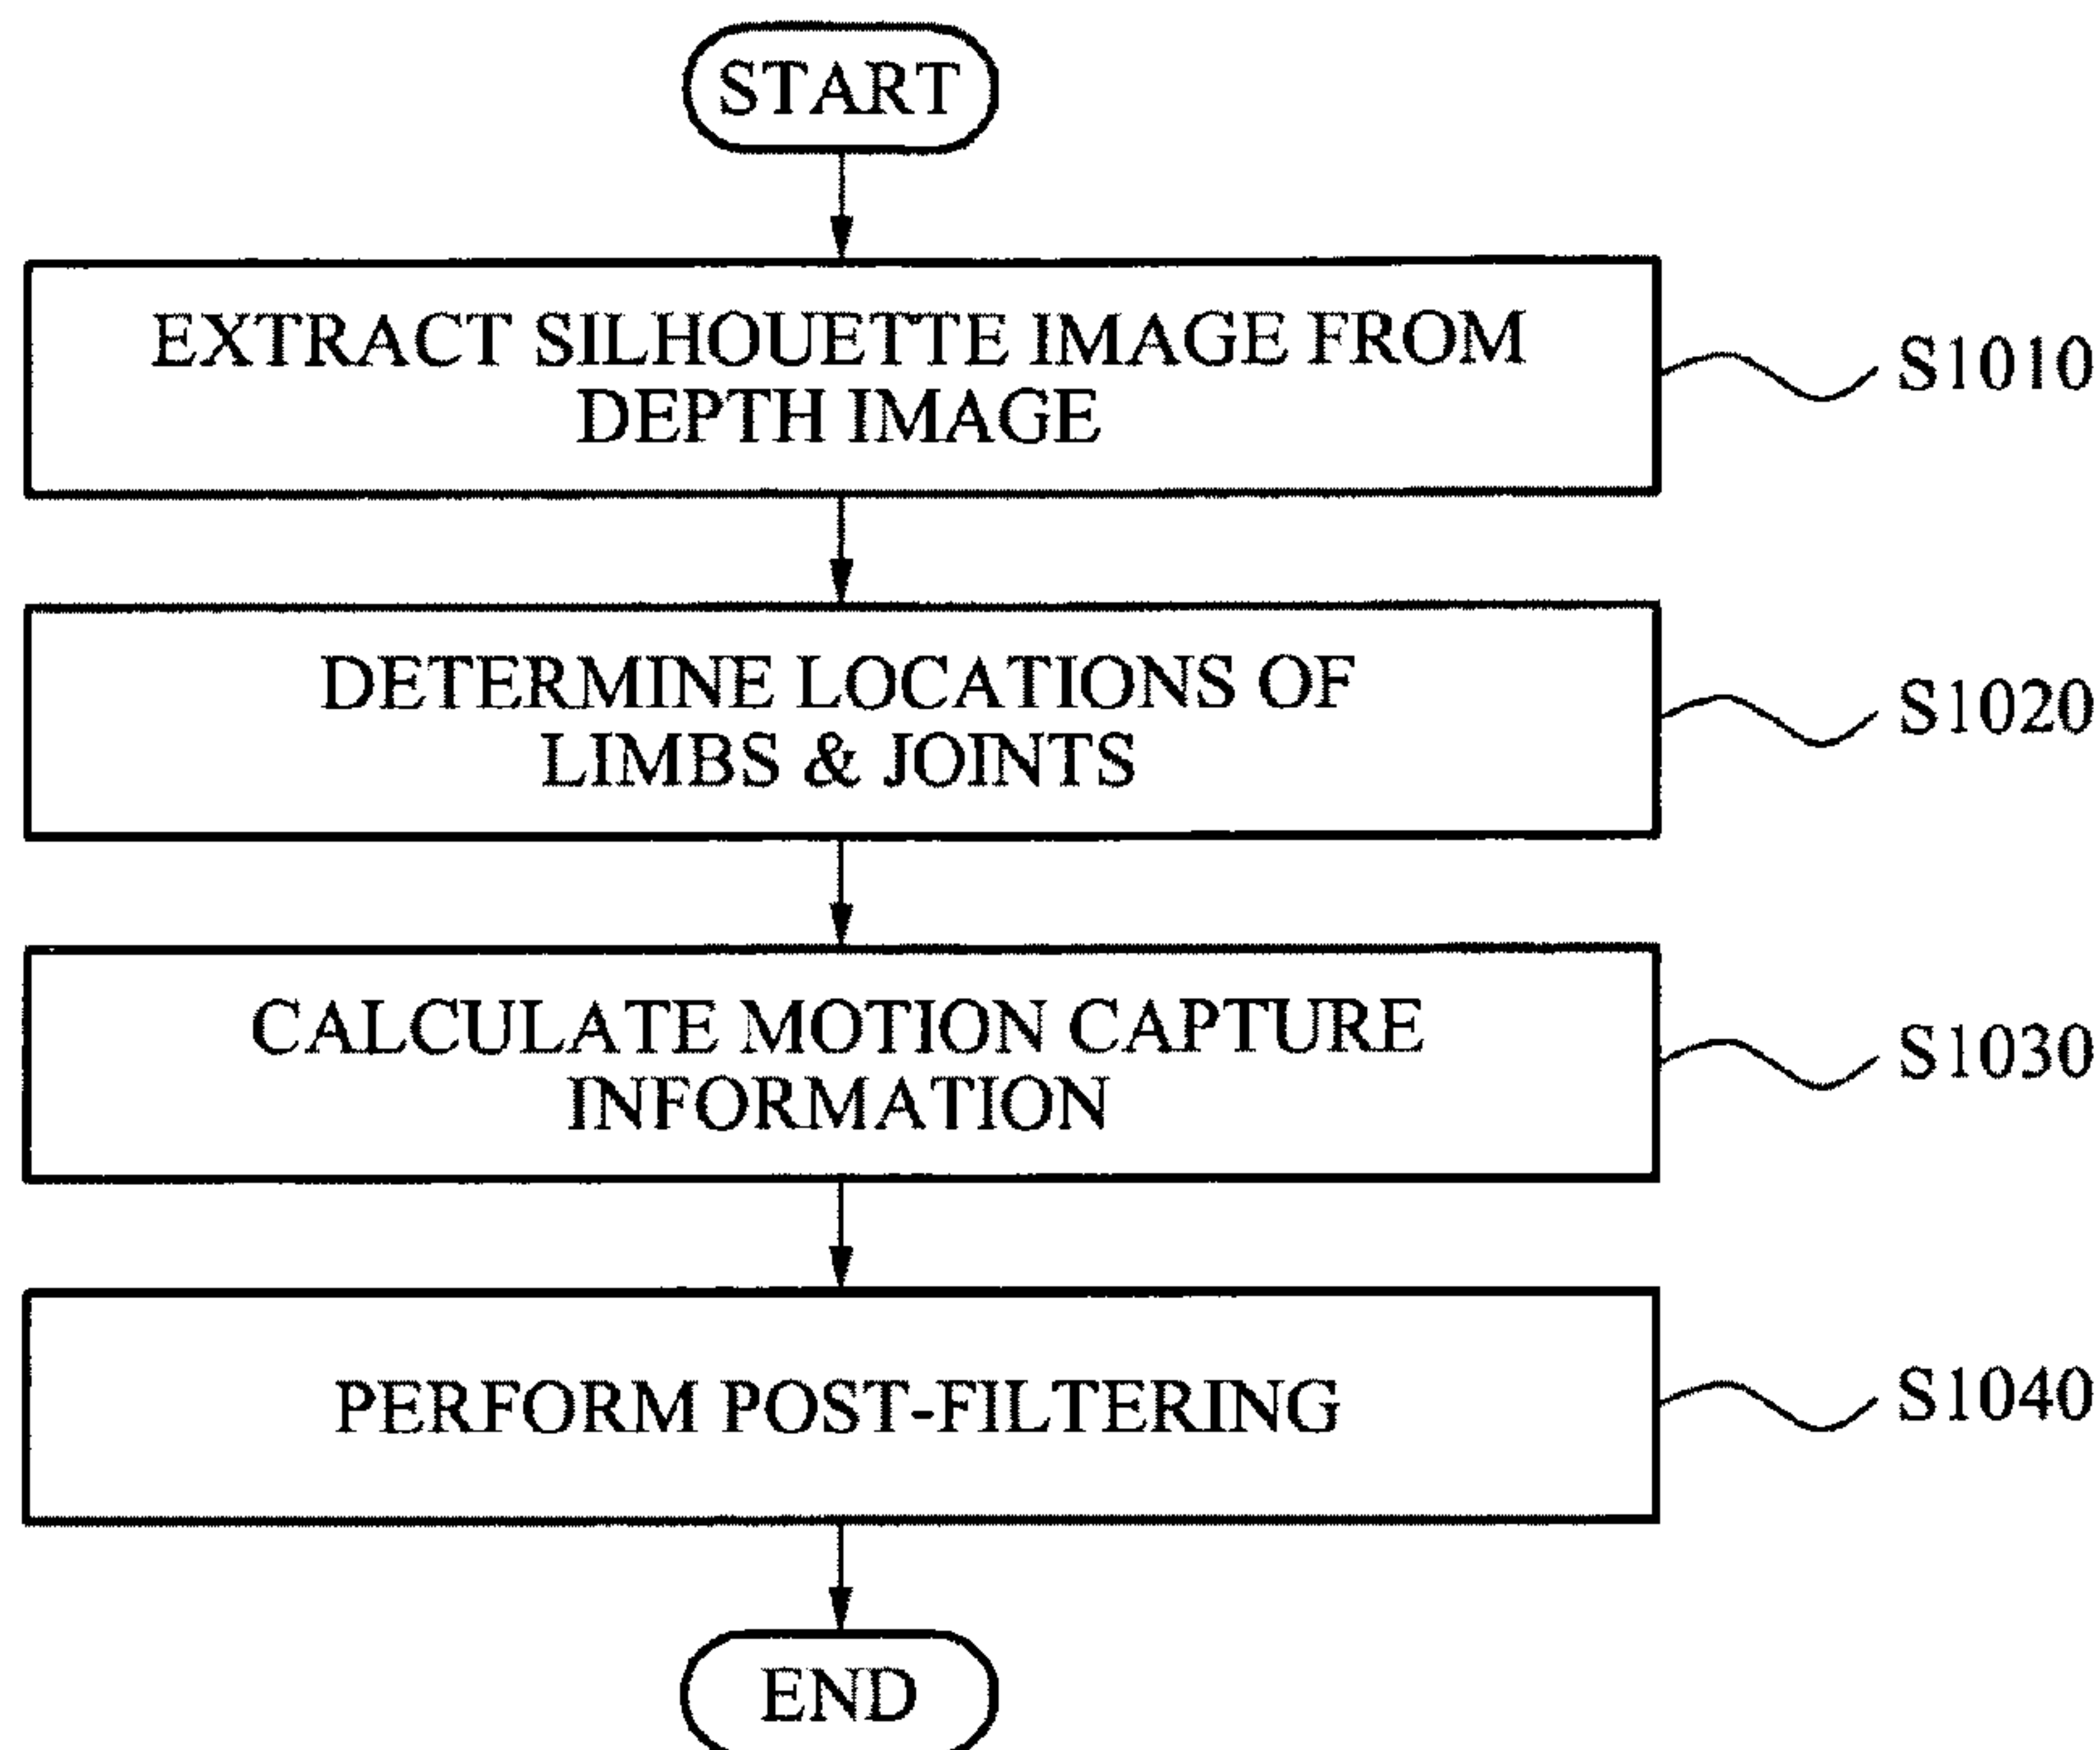 START
EXTRACT SILHOUETTE IMAGE FROM
DEPTH IMAGE
S1010
DETERMINE LOCATIONS OF
LIMBS & JOINTS
S1020
CALCULATE MOTION CAPTURE
INFORMATION
S1030
PERFORM POST-FILTERING
S1040
END